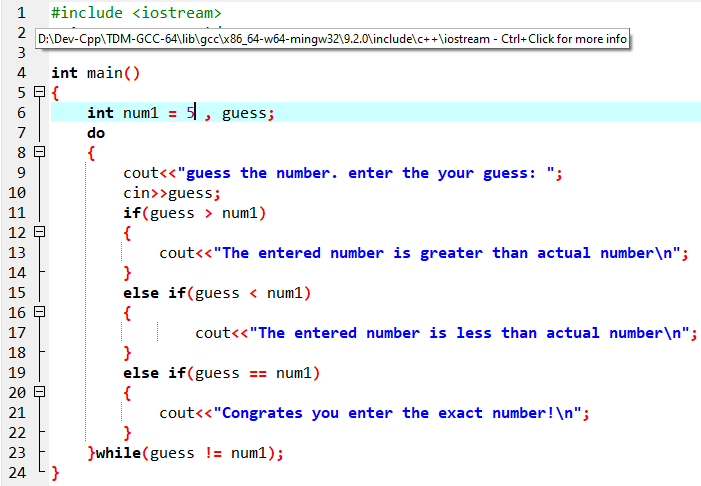 1 #include <iostream>
2
D:\Dev-Cpp\TDM-GCC-64\lib\gcc\x86_64-w64-mingw32\9.2.0\include\c++\iostream - Ctrl+Click for more info
3
4 int main()
5 {
6 int num1 = 5 , guess;
7 do
8 {
9 cout<<"guess the number. enter the your guess: ";
10 cin>>guess;
11 if(guess > num1)
12 {
13 cout<<"The entered number is greater than actual number\n";
14 }
15 else if(guess < num1)
16 {
17 cout<<"The entered number is less than actual number\n";
18 }
19 else if(guess == num1)
20 {
21 cout<<"Congrates you enter the exact number!\n";
22 }
23 }while(guess != num1);
24 }